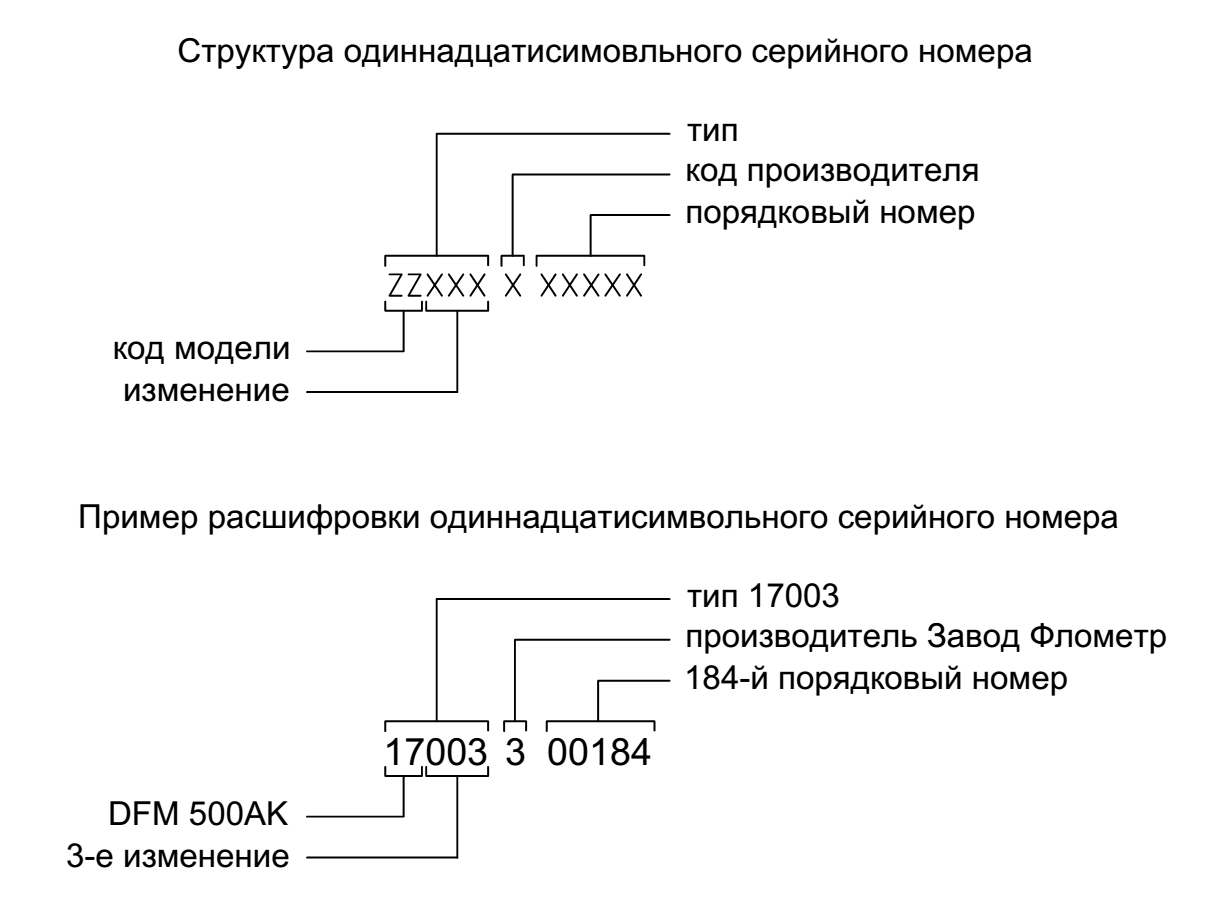 Структура одиннадцатисимовльного серийного номера
тип
код производителя
порядковый номер
ZZXXX X XXXXX
код модели
изменение
Пример расшифровки одиннадцатисимвольного серийного номера
тип 17003
производитель Завод Флометр
184-й порядковый номер
17003 3 00184
DFM 500AK
3-е изменение